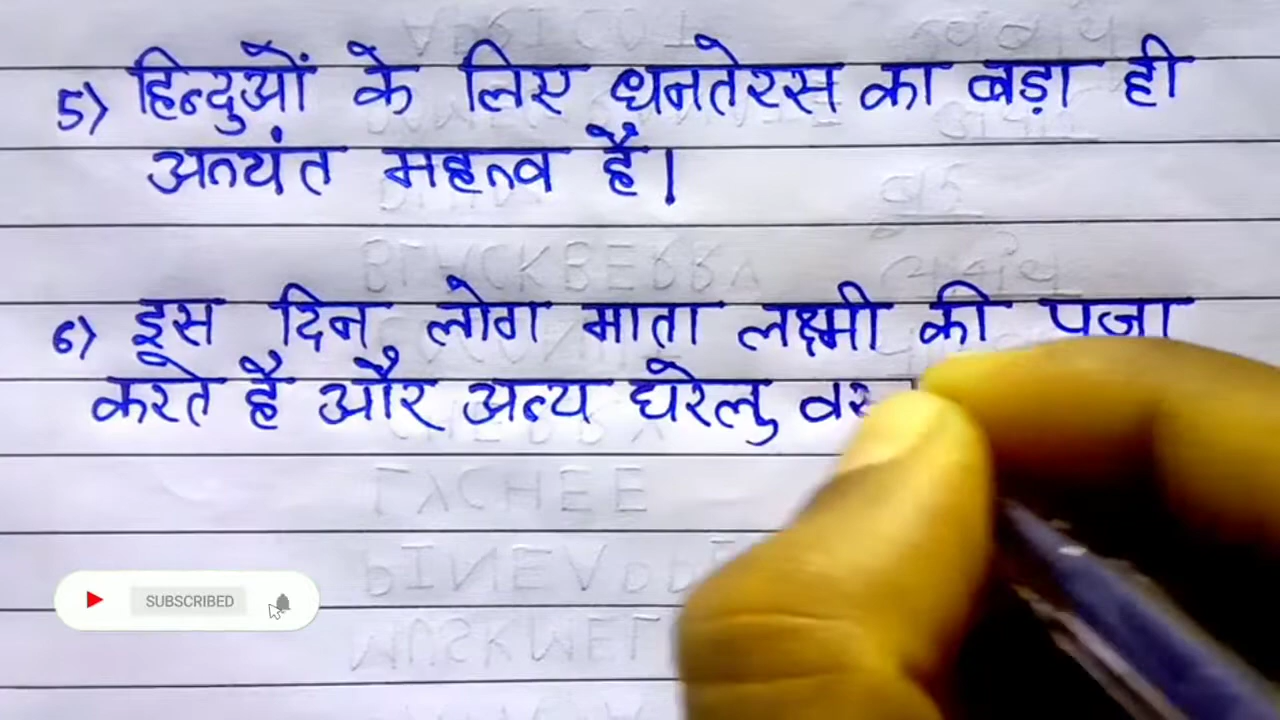 5) हिन्दुओं के लिए धनतेरस का बड़ा ही
अत्यंत महत्व है।
6) इस दिन लोग माता लक्ष्मी की पूजा
करते है और अन्य घरेलु
SUBSCRIBED